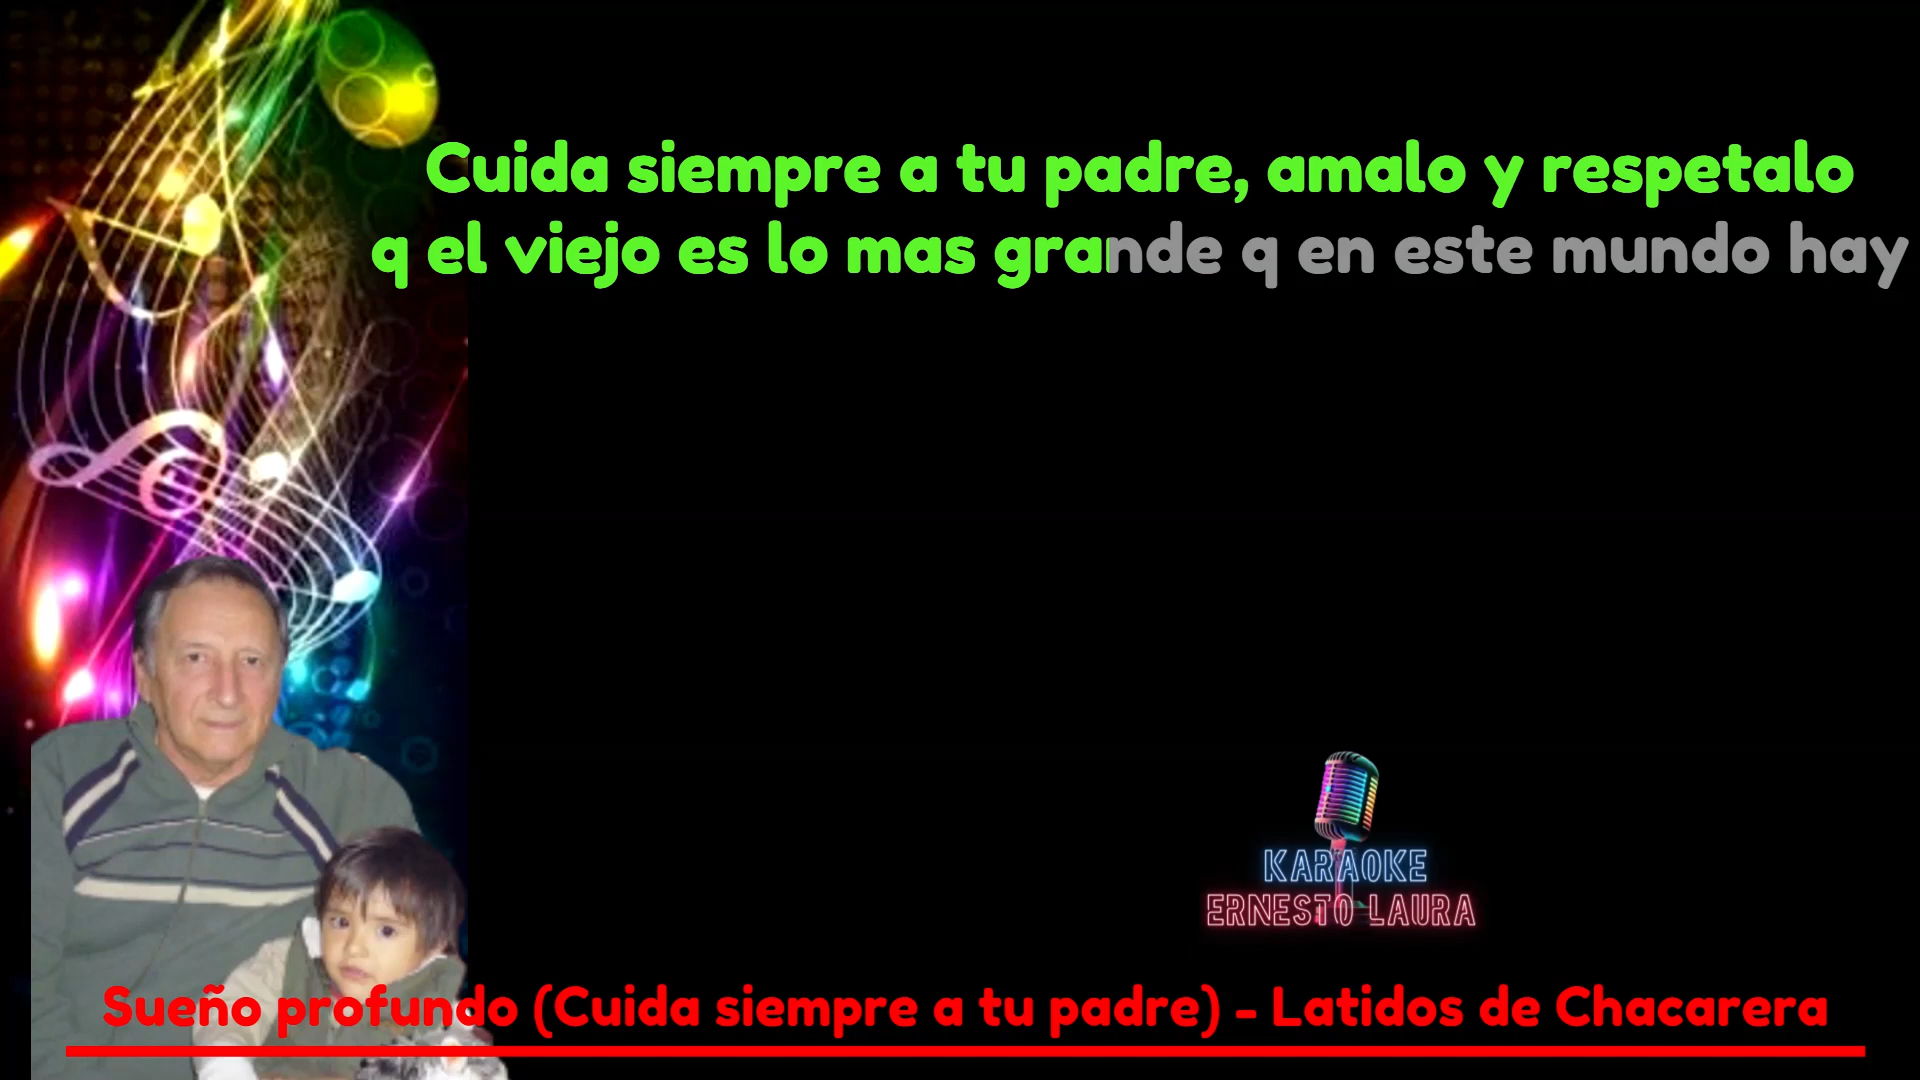 Cuida siempre a tu padre, amalo y respetalo
q el viejo es lo mas grande q en este mundo hay
KARAOKE
ERNESTO LAURA
Sueño profundo (Cuida siempre a tu padre) - Latidos de Chacarera